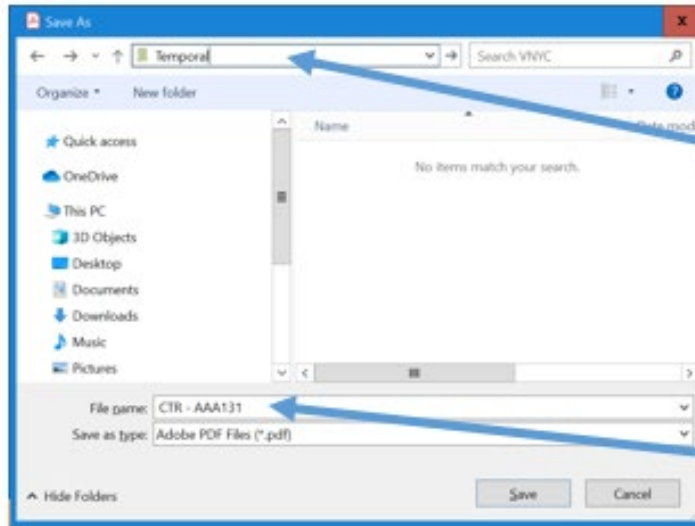 Save As
Temporal
Search VNYC
Organize
New folder
Name
Date mod
No items match your search.
Quick access
OneDrive
This PC
3D Objects
Desktop
Documents
Downloads
Music
Pictures
File name: CTR - AAA131
Save as type: Adobe PDF Files (*.pdf)
Hide Folders
Save
Cancel